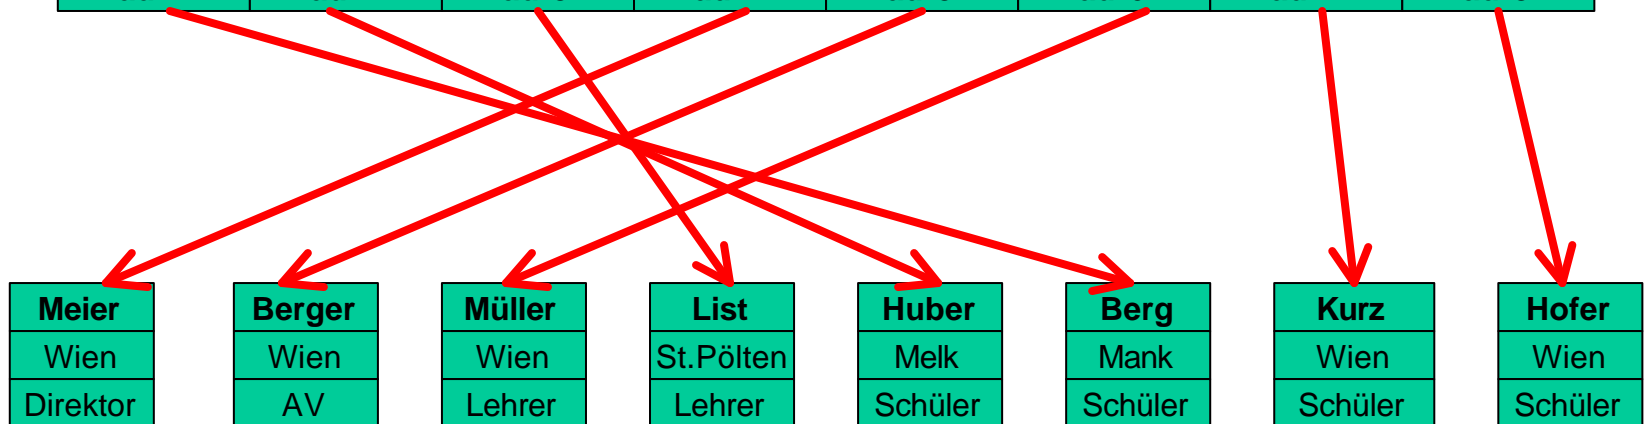 Meier Berger Müller List Huber Berg Kurz Hofer
Wien Wien Wien St.Pölten Melk Mank Wien Wien
Direktor AV Lehrer Lehrer Schüler Schüler Schüler Schüler